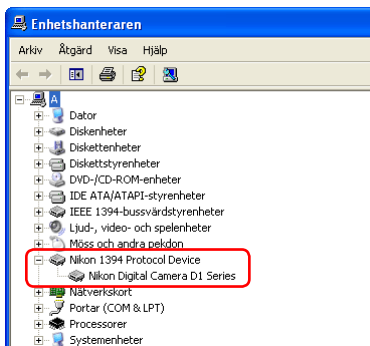 Enhetshanteraren
Arkiv Åtgärd Visa Hjälp
A
Dator
Diskenheter
Diskettenheter
Diskettstyrenheter
DVD-/CD-ROM-enheter
IDE ATA/ATAPI-styrenheter
IEEE 1394-bussvärdstyrenheter
Ljud-, video- och spelenheter
Möss och andra pekdon
Nikon 1394 Protocol Device
Nikon Digital Camera D1 Series
Nätverkskort
Portar (COM & LPT)
Processorer
Systemenheter